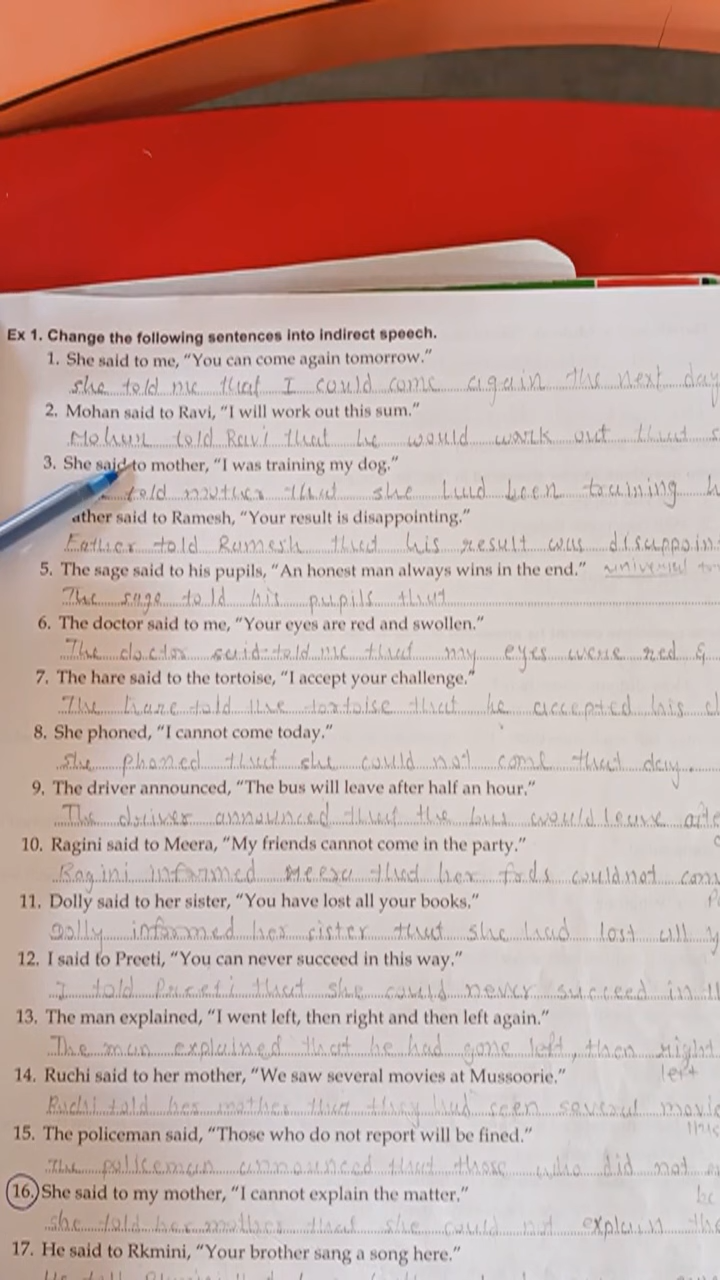 Ex 1. Change the following sentences into indirect speech.
1. She said to me, “You can come again tomorrow.”
she told me that I could come again the next day
2. Mohan said to Ravi, “I will work out this sum.”
Mohan told Ravi that he would work out that s
3. She said to mother, “I was training my dog.”
told mother that she had been training h
ather said to Ramesh, “Your result is disappointing.”
Father told Ramesh that his result was disappoin
5. The sage said to his pupils, “An honest man always wins in the end.” universal
The sage told his pupils that
6. The doctor said to me, “Your eyes are red and swollen.”
The doctor said told me that my eyes were red &
7. The hare said to the tortoise, “I accept your challenge.”
The hare told the tortoise that he accepted his
8. She phoned, “I cannot come today.”
She phoned that she could not come that day.
9. The driver announced, “The bus will leave after half an hour.”
The driver announced that the bus would leave
10. Ragini said to Meera, “My friends cannot come in the party.”
Ragini informed Meera that her frds couldnot com
11. Dolly said to her sister, “You have lost all your books.”
Dolly informed her sister that she had lost all
12. I said to Preeti, “You can never succeed in this way.”
I told Preeti that she could never succeed in
13. The man explained, “I went left, then right and then left again.”
The man explained that he had gone left, then right
14. Ruchi said to her mother, “We saw several movies at Mussoorie.” left
Ruchi told her mother that they had seen several movie
15. The policeman said, “Those who do not report will be fined.”
The policeman announced that those who did not
16. She said to my mother, “I cannot explain the matter.” be
she told her mother that she could not explain the
17. He said to Rkmini, “Your brother sang a song here.”